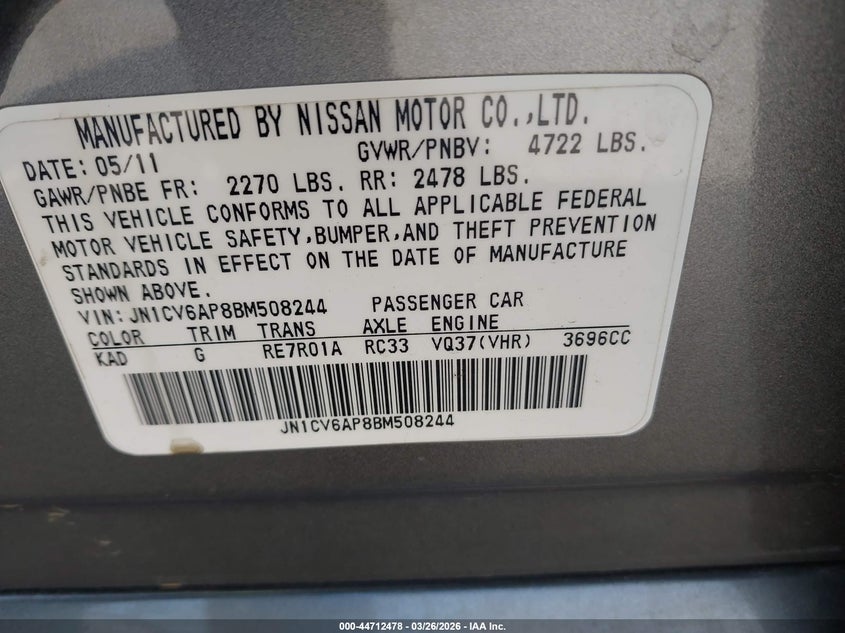 MANUFACTURED BY NISSAN MOTOR CO.,LTD.
DATE: 05/11 GVWR/PNBV: 4722 LBS.
GAWR/PNBE FR: 2270 LBS. RR: 2478 LBS.
THIS VEHICLE CONFORMS TO ALL APPLICABLE FEDERAL
MOTOR VEHICLE SAFETY,BUMPER,AND THEFT PREVENTION
STANDARDS IN EFFECT ON THE DATE OF MANUFACTURE
SHOWN ABOVE.
VIN: JN1CV6AP8BM508244 PASSENGER CAR
COLOR TRIM TRANS AXLE ENGINE
KAD G RE7R01A RC33 VQ37(VHR) 3696CC
JN1CV6AP8BM508244
000-44712478 — 03/26/2026 - IAA Inc.